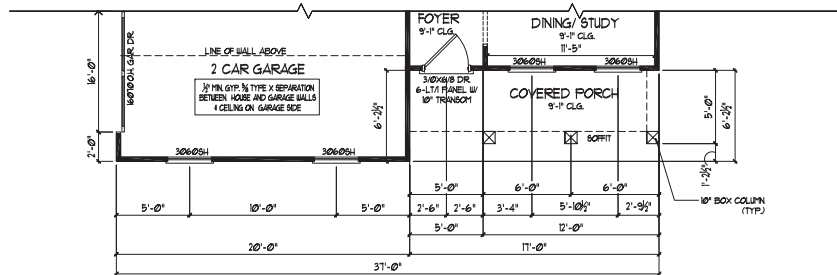 FOYER
9'-1" CLG.
DINING/ STUDY
9'-1" CLG.
11'-5"
LINE OF WALL ABOVE
2 CAR GARAGE
½" MIN GYP. ⅝ TYPE X SEPARATION
BETWEEN HOUSE AND GARAGE WALLS
& CEILING ON GARAGE SIDE
16'-0"
16070 O.H. GAR DR.
2'-0"
3060SH
3060SH
3060SH
3060SH
3/0X6/8 DR
6-LT/1 PANEL W/
10" TRANSOM
COVERED PORCH
9'-1" CLG.
6'-2½"
5'-0"
6'-2½"
1'-2½"
SOFFIT
10" BOX COLUMN
(TYP.)
5'-0"
6'-0"
6'-0"
5'-0"
10'-0"
5'-0"
2'-6"
2'-6"
3'-4"
5'-10½"
2'-9½"
5'-0"
12'-0"
20'-0"
17'-0"
37'-0"